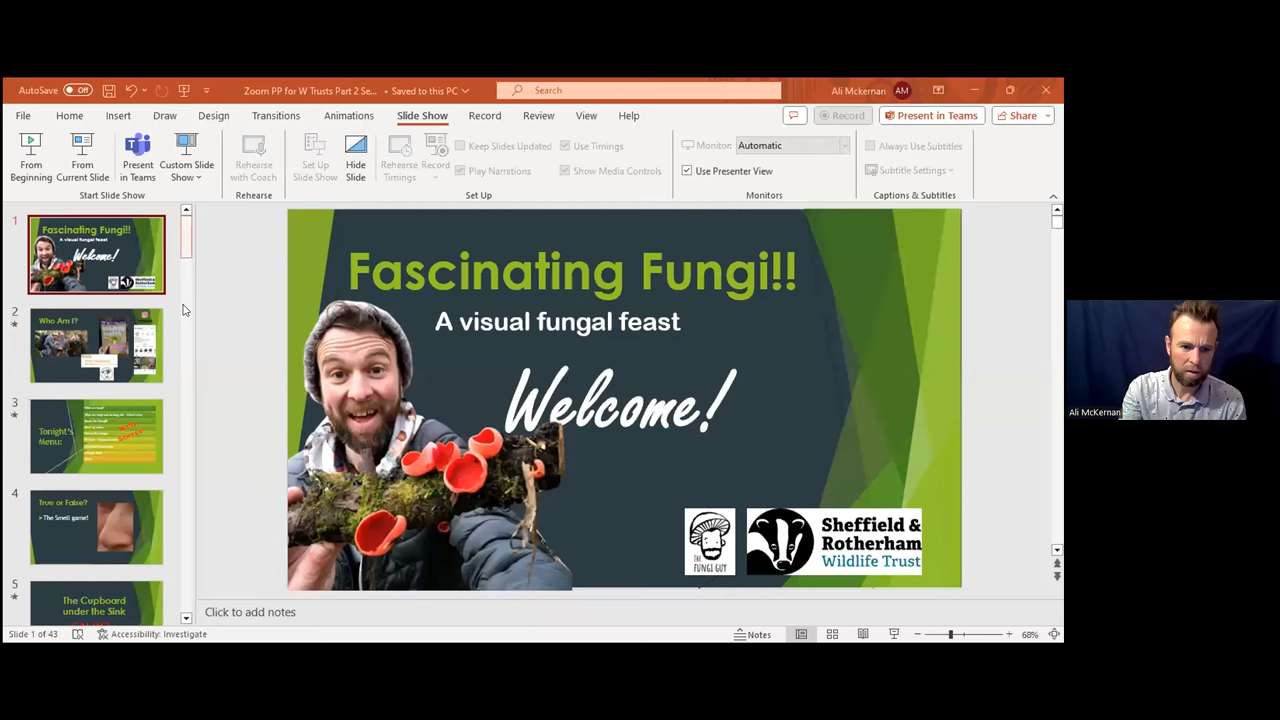 AutoSave Off
Zoom PP for W Trusts Part 2 Se... • Saved to this PC
Search
Ali Mckernan AM
File Home Insert Draw Design Transitions Animations Slide Show Record Review View Help
Record Present in Teams Share
From Beginning
From Current Slide
Present in Teams
Custom Slide Show
Rehearse with Coach
Set Up Slide Show
Hide Slide
Rehearse Timings
Record
Keep Slides Updated
Play Narrations
Use Timings
Show Media Controls
Monitor: Automatic
Use Presenter View
Always Use Subtitles
Subtitle Settings
Start Slide Show Rehearse Set Up Monitors Captions & Subtitles
1
Fascinating Fungi!!
A visual fungal feast
Welcome!
Sheffield &
Rotherham
Wildlife Trust
2
Who Am I?
3
Tonight's
Menu:
4
True or False?
The Smell game!
5
The Cupboard
under the Sink
Fascinating Fungi!!
A visual fungal feast
Welcome!
THE
FUNGI GUY
Sheffield &
Rotherham
Wildlife Trust
Ali McKernan
Click to add notes
Slide 1 of 43 Accessibility: Investigate Notes 68%